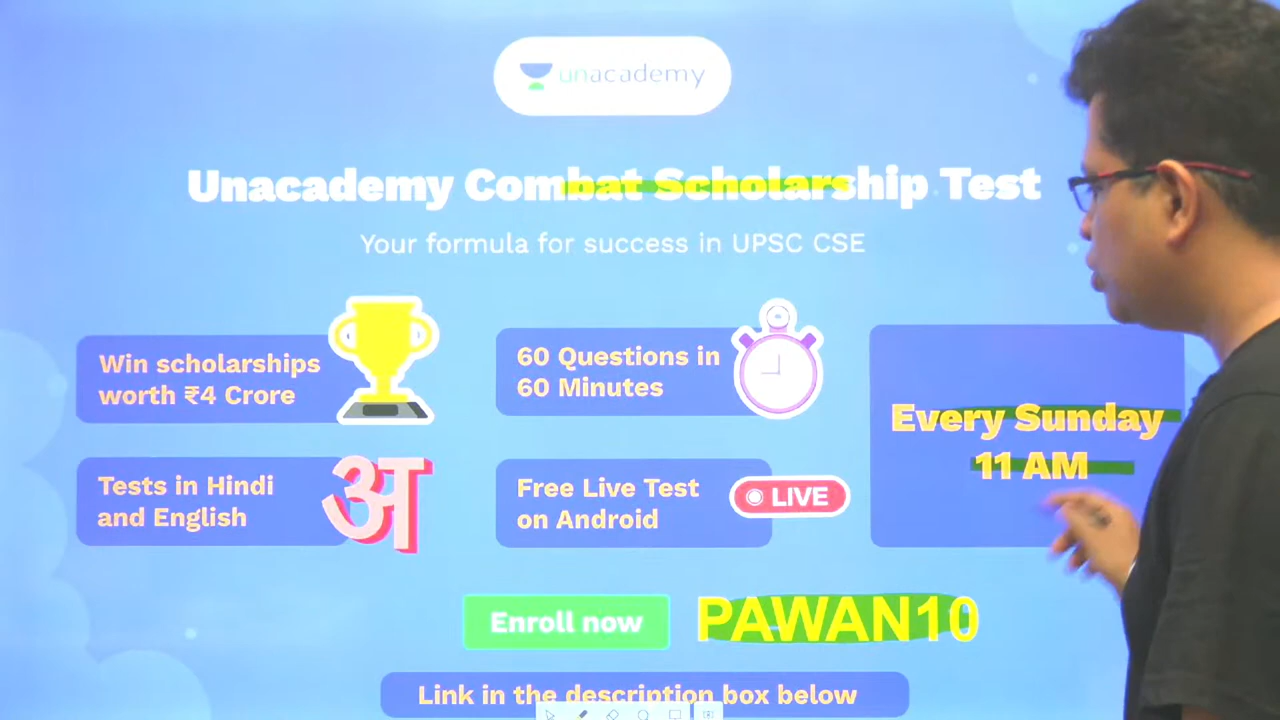 unacademy
Unacademy Combat Scholarship Test
Your formula for success in UPSC CSE
Win scholarships
worth ₹4 Crore
60 Questions in
60 Minutes
Every Sunday
11 AM
Tests in Hindi
and English
अ
Free Live Test
on Android
LIVE
Enroll now
PAWAN10
Link in the description box below